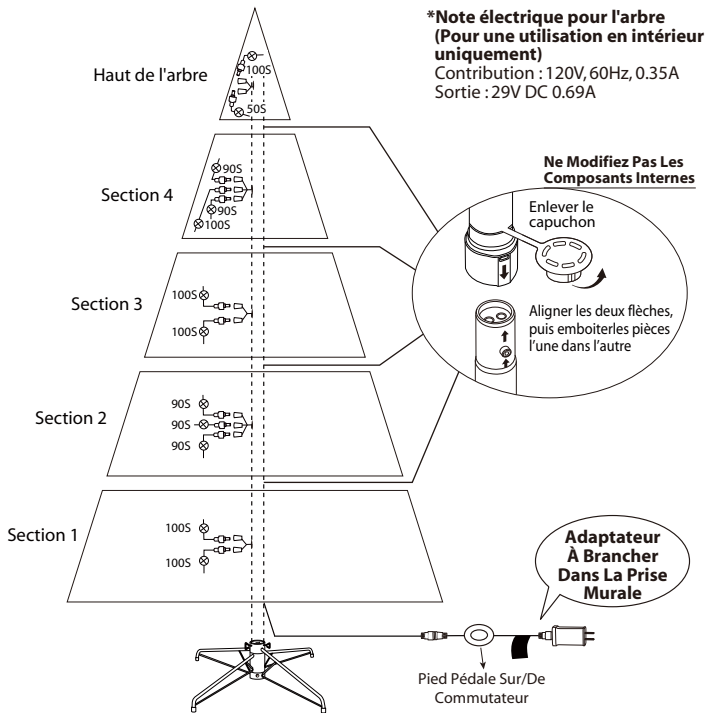 *Note électrique pour l'arbre
(Pour une utilisation en intérieur
uniquement)
Contribution : 120V, 60Hz, 0.35A
Sortie : 29V DC 0.69A
Haut de l'arbre
100S
50S
Section 4
90S
90S
100S
Ne Modifiez Pas Les
Composants Internes
Enlever le
capuchon
Aligner les deux flèches,
puis emboiterles pièces
l'une dans l'autre
Section 3
100S
100S
Section 2
90S
90S
90S
Section 1
100S
100S
Adaptateur
À Brancher
Dans La Prise
Murale
Pied Pédale Sur/De
Commutateur